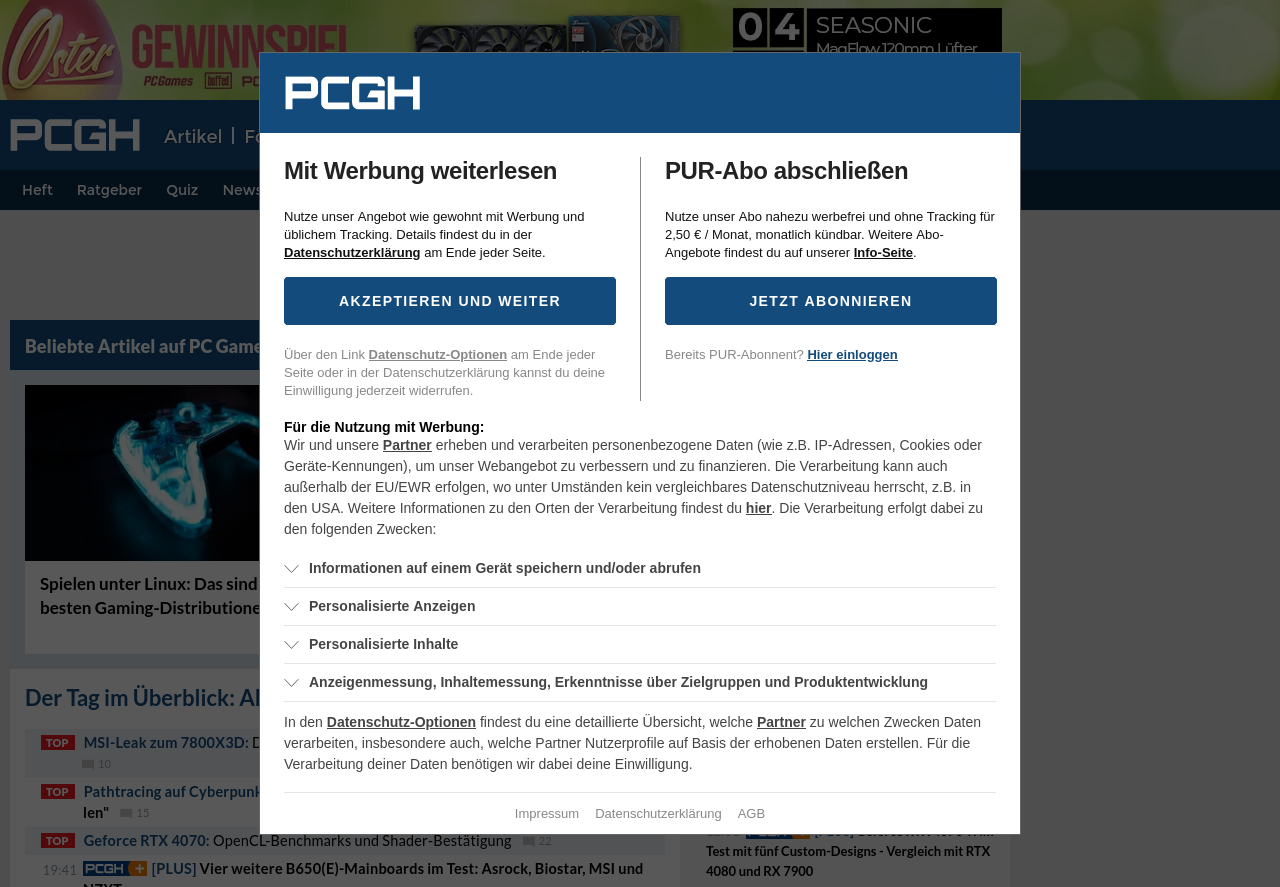 Oster
GEWINNSPIEL
PCGames buffed PC
04 SEASONIC
MagFlow 120mm Lüfter
PCGH Artikel | Fo
Heft Ratgeber Quiz News
PCGH
Mit Werbung weiterlesen
Nutze unser Angebot wie gewohnt mit Werbung und
üblichem Tracking. Details findest du in der
Datenschutzerklärung am Ende jeder Seite.
AKZEPTIEREN UND WEITER
Über den Link Datenschutz-Optionen am Ende jeder
Seite oder in der Datenschutzerklärung kannst du deine
Einwilligung jederzeit widerrufen.
PUR-Abo abschließen
Nutze unser Abo nahezu werbefrei und ohne Tracking für
2,50 € / Monat, monatlich kündbar. Weitere Abo-
Angebote findest du auf unserer Info-Seite.
JETZT ABONNIEREN
Bereits PUR-Abonnent? Hier einloggen
Für die Nutzung mit Werbung:
Wir und unsere Partner erheben und verarbeiten personenbezogene Daten (wie z.B. IP-Adressen, Cookies oder
Geräte-Kennungen), um unser Webangebot zu verbessern und zu finanzieren. Die Verarbeitung kann auch
außerhalb der EU/EWR erfolgen, wo unter Umständen kein vergleichbares Datenschutzniveau herrscht, z.B. in
den USA. Weitere Informationen zu den Orten der Verarbeitung findest du hier. Die Verarbeitung erfolgt dabei zu
den folgenden Zwecken:
Informationen auf einem Gerät speichern und/oder abrufen
Personalisierte Anzeigen
Personalisierte Inhalte
Anzeigenmessung, Inhaltemessung, Erkenntnisse über Zielgruppen und Produktentwicklung
In den Datenschutz-Optionen findest du eine detaillierte Übersicht, welche Partner zu welchen Zwecken Daten
verarbeiten, insbesondere auch, welche Partner Nutzerprofile auf Basis der erhobenen Daten erstellen. Für die
Verarbeitung deiner Daten benötigen wir dabei deine Einwilligung.
Impressum Datenschutzerklärung AGB
Beliebte Artikel auf PC Game
Spielen unter Linux: Das sind
besten Gaming-Distributione
Der Tag im Überblick: Al
TOP MSI-Leak zum 7800X3D: D
10
TOP Pathtracing auf Cyberpunk
len" 15
TOP Geforce RTX 4070: OpenCL-Benchmarks und Shader-Bestätigung 22
19:41 PCGH + [PLUS] Vier weitere B650(E)-Mainboards im Test: Asrock, Biostar, MSI und
NZXT
Test mit fünf Custom-Designs - Vergleich mit RTX
4080 und RX 7900